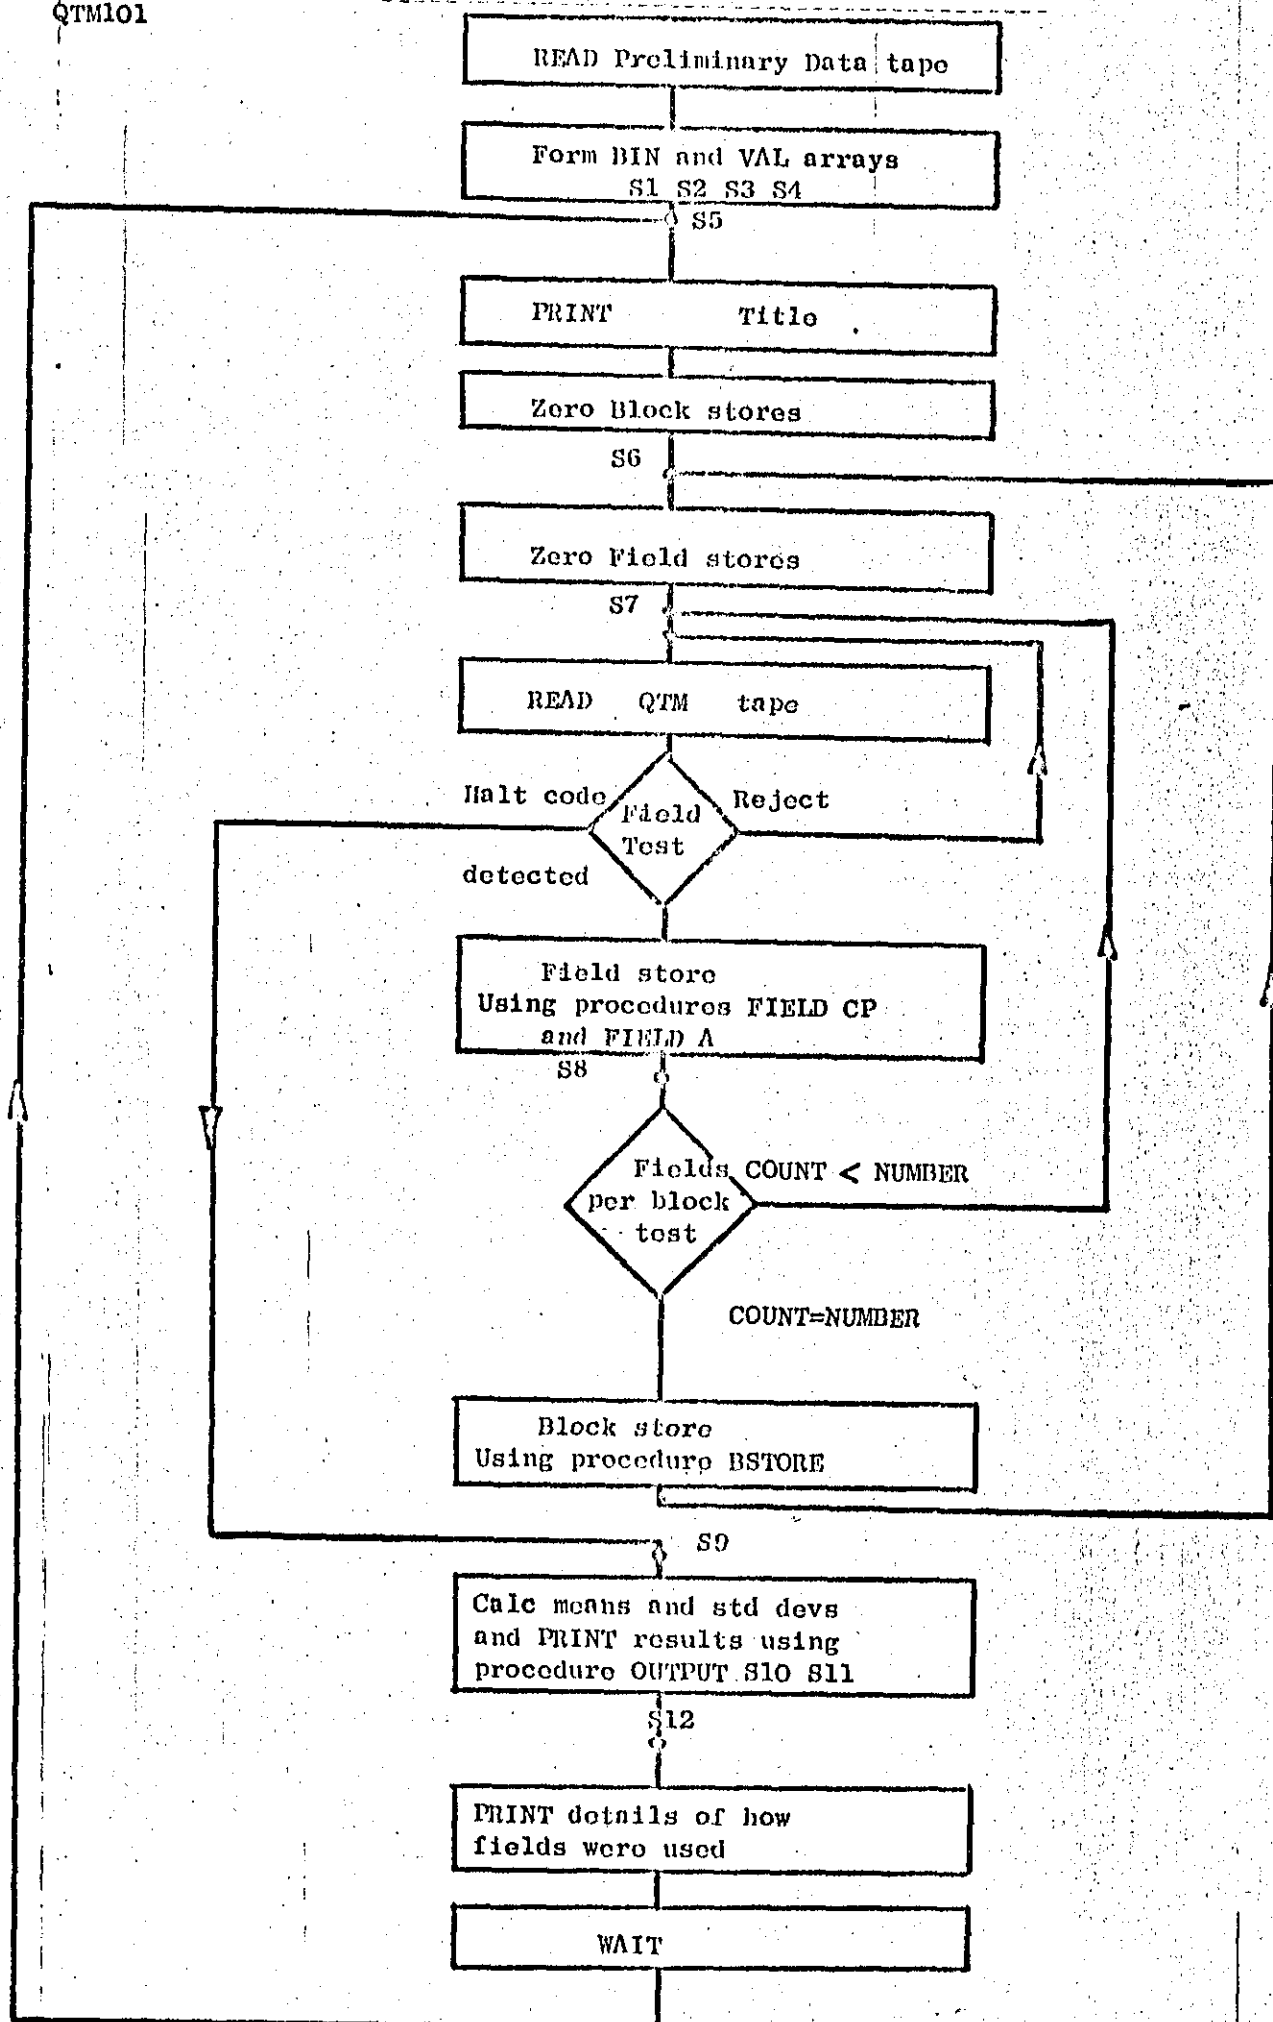 QTM101
READ Preliminary Data tape
Form BIN and VAL arrays
S1 S2 S3 S4
S5
PRINT Title
Zero Block stores
S6
Zero Field stores
S7
READ QTM tape
Halt code
detected
Field
Test
Reject
Field store
Using procedures FIELD CP
and FIELD A
S8
Fields
per block
test
COUNT < NUMBER
COUNT=NUMBER
Block store
Using procedure BSTORE
S9
Calc means and std devs
and PRINT results using
procedure OUTPUT S10 S11
S12
PRINT details of how
fields were used
WAIT